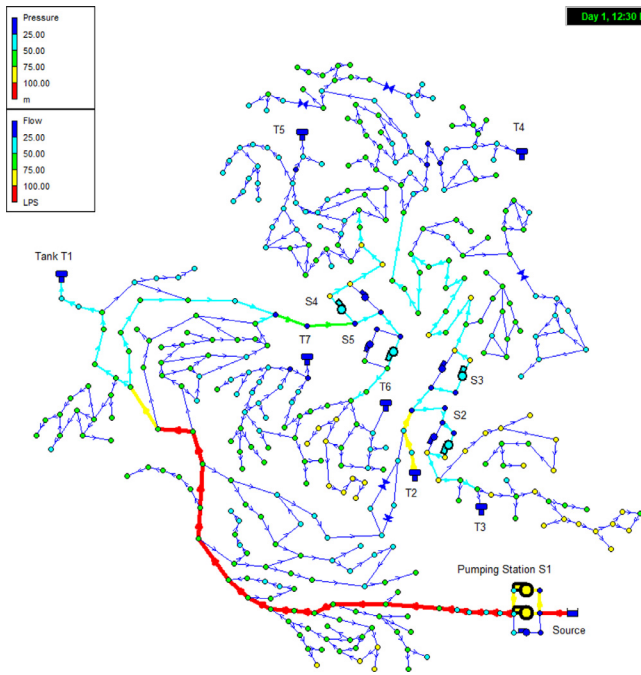 Pressure
25.00
50.00
75.00
100.00
m
Day 1, 12:30
Flow
25.00
50.00
75.00
100.00
LPS
T5
T4
Tank T1
S4
T7
S5
S3
T6
S2
T2
T3
Pumping Station S1
Source